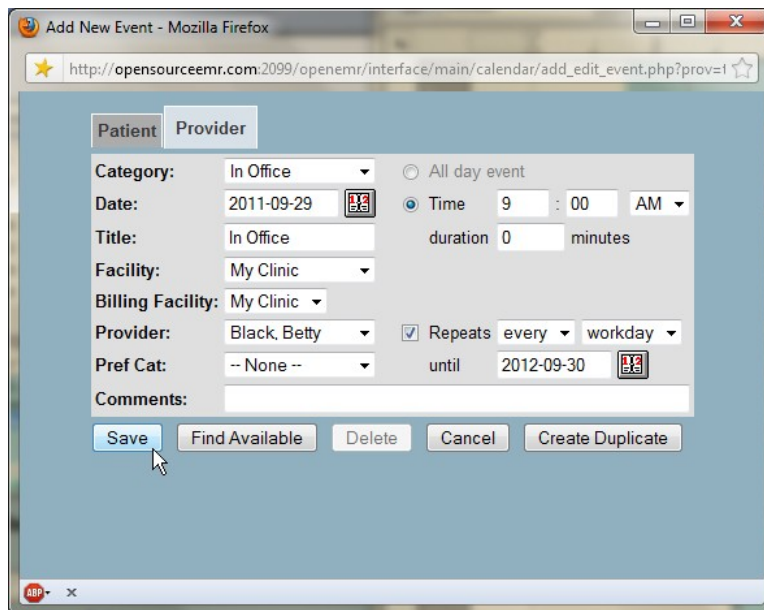 Add New Event - Mozilla Firefox
http://opensourceemr.com:2099/openemr/interface/main/calendar/add_edit_event.php?prov=1
Patient Provider
Category: In Office All day event
Date: 2011-09-29 Time 9 : 00 AM
Title: In Office duration 0 minutes
Facility: My Clinic
Billing Facility: My Clinic
Provider: Black, Betty Repeats every workday
Pref Cat: -- None -- until 2012-09-30
Comments:
Save Find Available Delete Cancel Create Duplicate
ABP